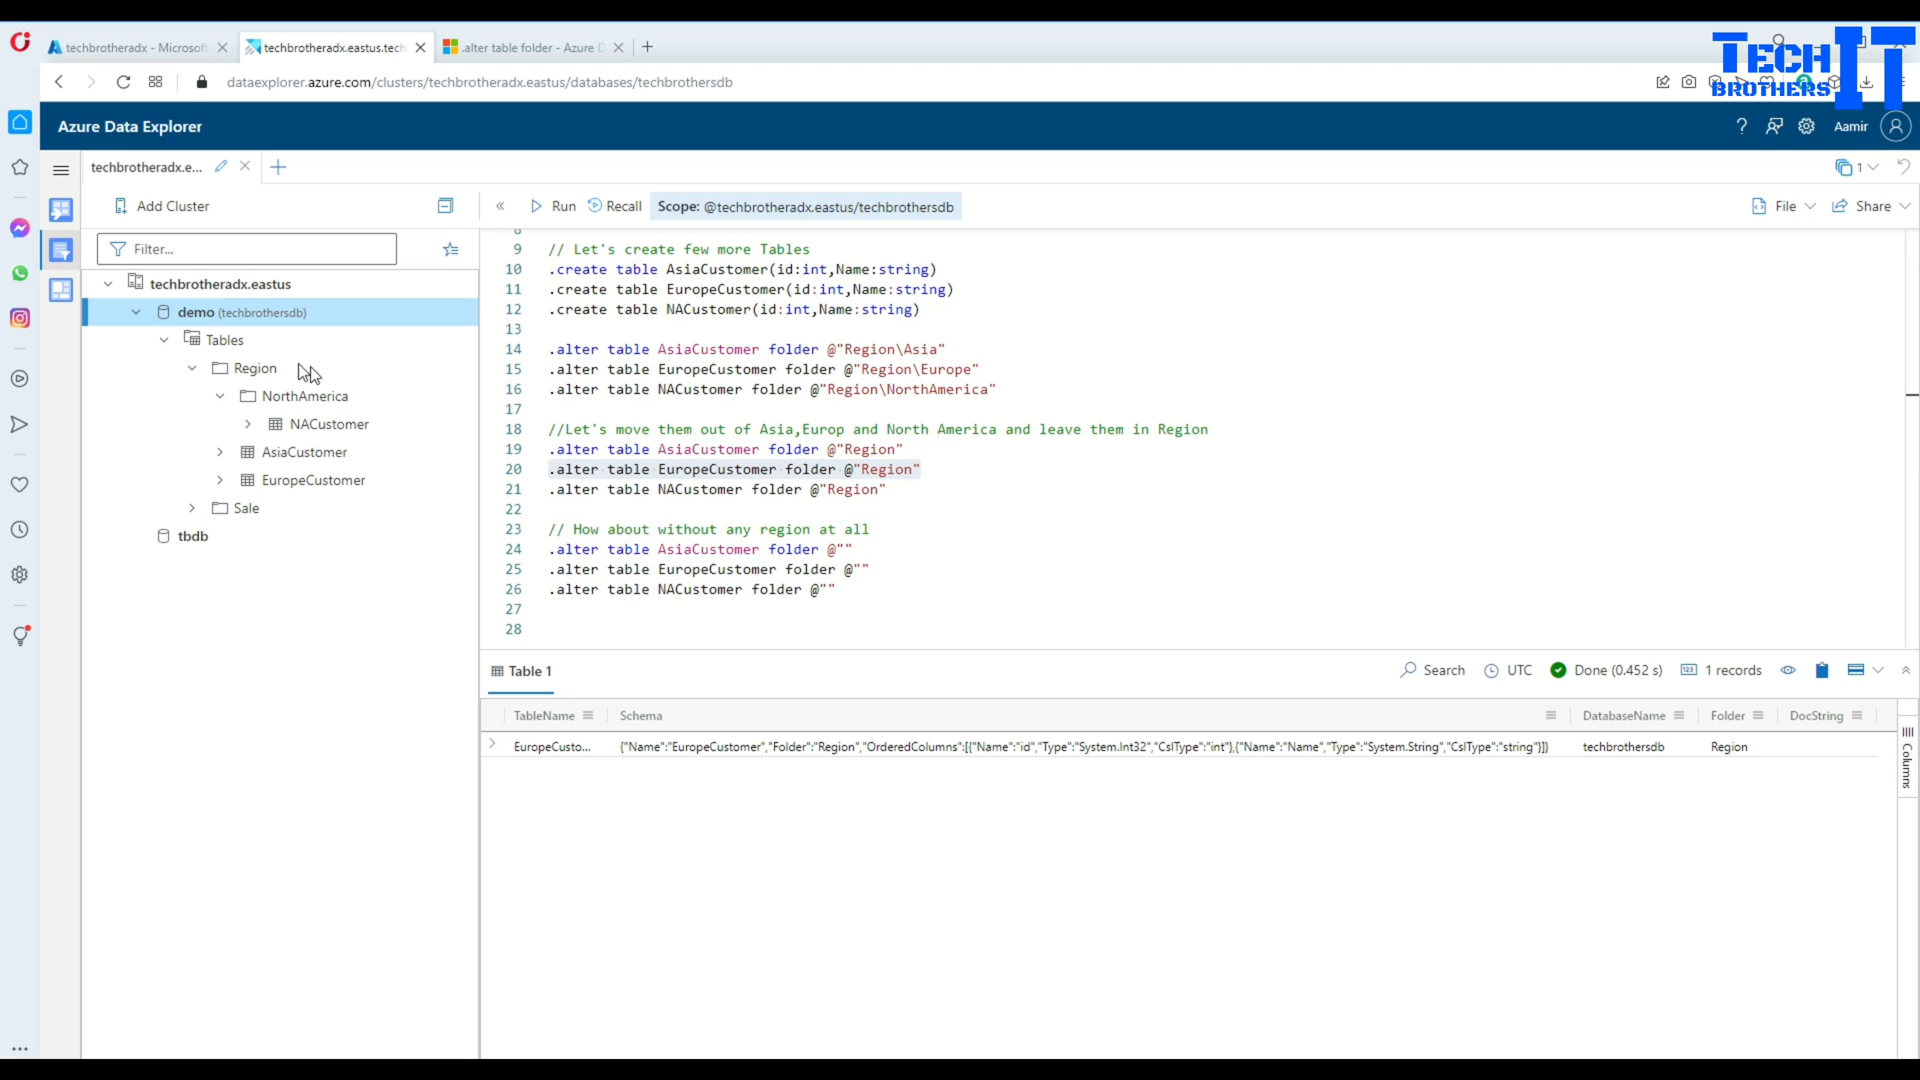 techbrotheradx - Microsoft
techbrotheradx.eastus.tech
.alter table folder - Azure D
TECH
BROTHERS
IT
dataexplorer.azure.com/clusters/techbrotheradx.eastus/databases/techbrothersdb
Azure Data Explorer
Aamir
techbrotheradx.e...
1
Add Cluster
Run
Recall
Scope: @techbrotheradx.eastus/techbrothersdb
File
Share
Filter...
techbrotheradx.eastus
demo (techbrothersdb)
Tables
Region
NorthAmerica
NACustomer
AsiaCustomer
EuropeCustomer
Sale
tbdb
8
9 // Let's create few more Tables
10 .create table AsiaCustomer(id:int,Name:string)
11 .create table EuropeCustomer(id:int,Name:string)
12 .create table NACustomer(id:int,Name:string)
13
14 .alter table AsiaCustomer folder @"Region\Asia"
15 .alter table EuropeCustomer folder @"Region\Europe"
16 .alter table NACustomer folder @"Region\NorthAmerica"
17
18 //Let's move them out of Asia,Europ and North America and leave them in Region
19 .alter table AsiaCustomer folder @"Region"
20 .alter table EuropeCustomer folder @"Region"
21 .alter table NACustomer folder @"Region"
22
23 // How about without any region at all
24 .alter table AsiaCustomer folder @""
25 .alter table EuropeCustomer folder @""
26 .alter table NACustomer folder @""
27
28
Table 1
Search
UTC
Done (0.452 s)
1 records
TableName Schema DatabaseName Folder DocString
EuropeCusto... {"Name":"EuropeCustomer","Folder":"Region","OrderedColumns":[{"Name":"id","Type":"System.Int32","CslType":"int"},{"Name":"Name","Type":"System.String","CslType":"string"}]} techbrothersdb Region
Columns